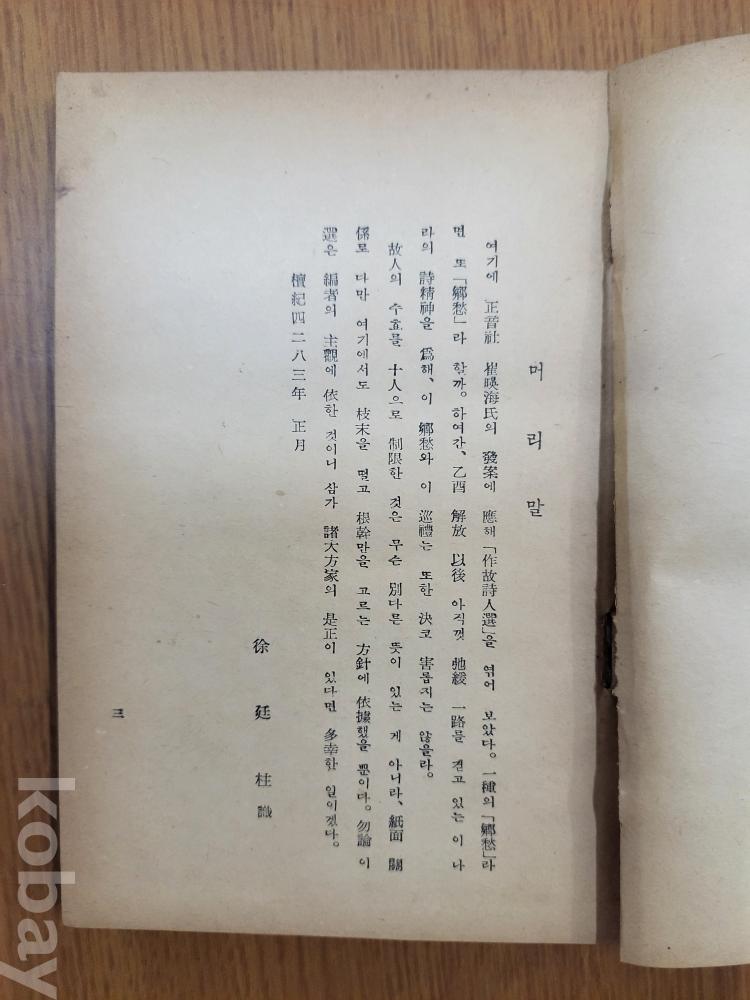 머리말
여기에 正音社 崔暎海氏의 發案에 應해 「作故詩人選」을 엮어 보았다。一種의 「鄕愁」라
면 또 「鄕愁」라 할까。하여간、乙酉 解放 以後 아직껏 弛緩 一路를 걷고 있는 이 나
라의 詩精神을 爲해、이 鄕愁와 이 巡禮는 또한 決코 害롭지는 않을라。
故人의 수효를 十人으로 制限한 것은 무슨 別다른 뜻이 있는 게 아니라、紙面 關
係로 다만 여기에서도 枝末을 떨고 根幹만을 고르는 方針에 依據했을 뿐이다。勿論 이
選은 編者의 主觀에 依한 것이니 삼가 諸大方家의 是正이 있다면 多幸한 일이겠다。
檀紀四二八三年 正月
徐廷柱 識
三
kobay